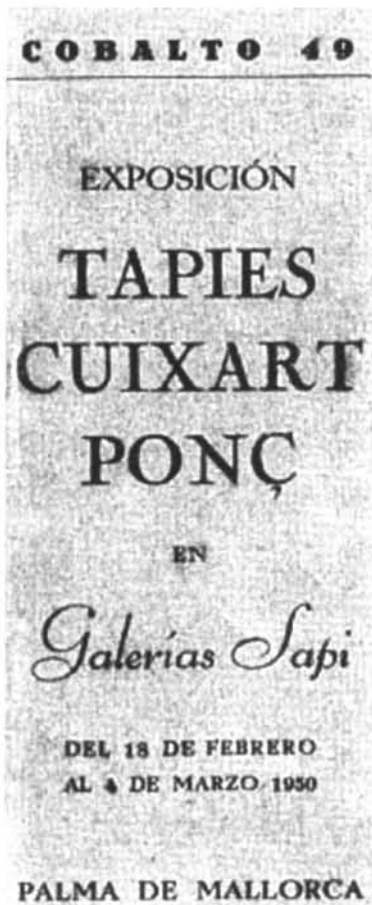 COBALTO 49
EXPOSICIÓN
TAPIES
CUIXART
PONÇ
EN
Galerías Sapi
DEL 18 DE FEBRERO
AL 4 DE MARZO 1950
PALMA DE MALLORCA